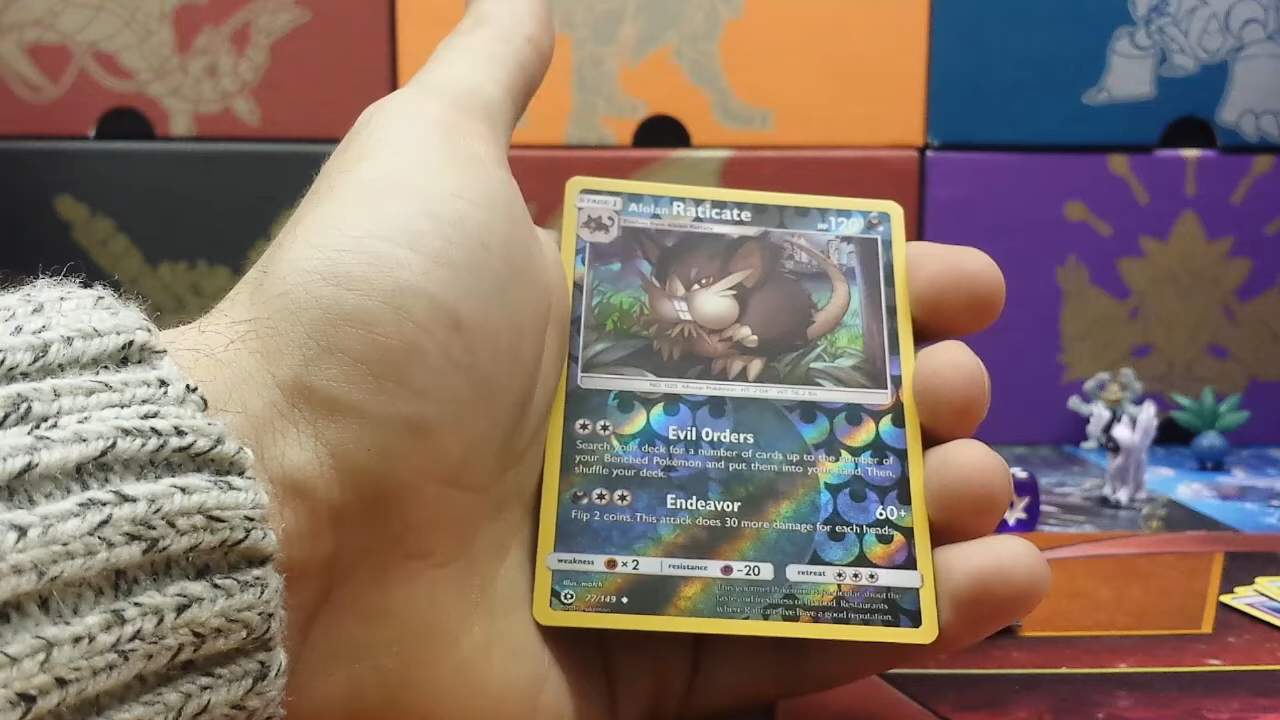 STAGE 1
Alolan Raticate
HP 120
Evolves from Alolan Rattata
NO. 020 Mouse Pokémon HT: 2'04" WT: 56.2 lbs
Evil Orders
Search your deck for a number of cards up to the number of
your Benched Pokémon and put them into your hand. Then,
shuffle your deck.
Endeavor 60+
Flip 2 coins. This attack does 30 more damage for each heads.
weakness ×2 resistance -20 retreat
Illus. match
77/149
This gourmet Pokémon is particular about the
taste and freshness of its food. Restaurants
where Raticate live have a good reputation.